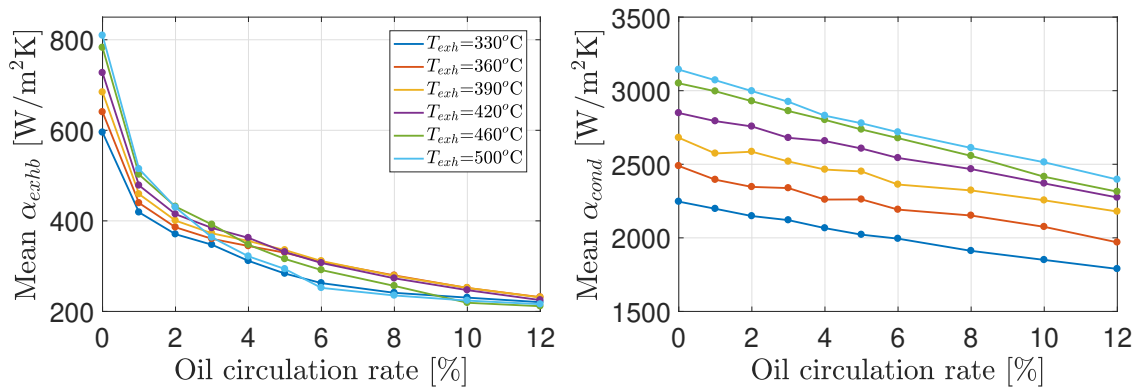 Mean α_exhb [W/m²K]
800
600
400
200
T_exh=330°C
T_exh=360°C
T_exh=390°C
T_exh=420°C
T_exh=460°C
T_exh=500°C
0 2 4 6 8 10 12
Oil circulation rate [%]
Mean α_cond [W/m²K]
3500
3000
2500
2000
1500
0 2 4 6 8 10 12
Oil circulation rate [%]